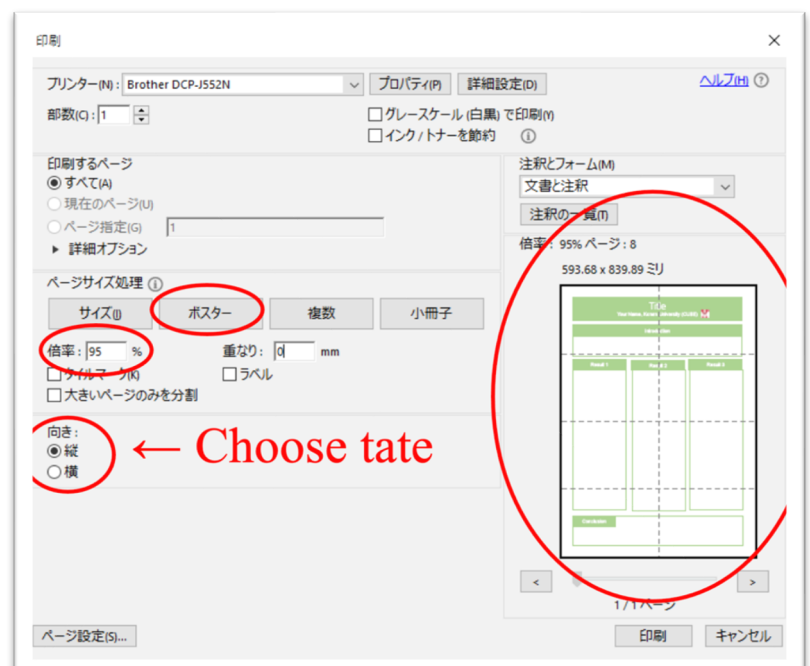 印刷
プリンター(N): Brother DCP-J552N プロパティ(P) 詳細設定(D) ヘルプ(H)
部数(C): 1 グレースケール (白黒) で印刷(Y)
インク / トナーを節約
印刷するページ
すべて(A)
現在のページ(U)
ページ指定(G) 1
詳細オプション
注釈とフォーム(M)
文書と注釈
注釈の一覧(T)
ページサイズ処理
サイズ(I) ポスター 複数 小冊子
倍率: 95 % 重なり: 0 mm
タイルマーク(K) ラベル
大きいページのみを分割
向き:
縦
横
← Choose tate
倍率: 95% ページ: 8
593.68 x 839.89 ミリ
Title
Result 1 Result 2 Result 3
Conclusion
< >
1 / 1 ページ
ページ設定(S)... 印刷 キャンセル